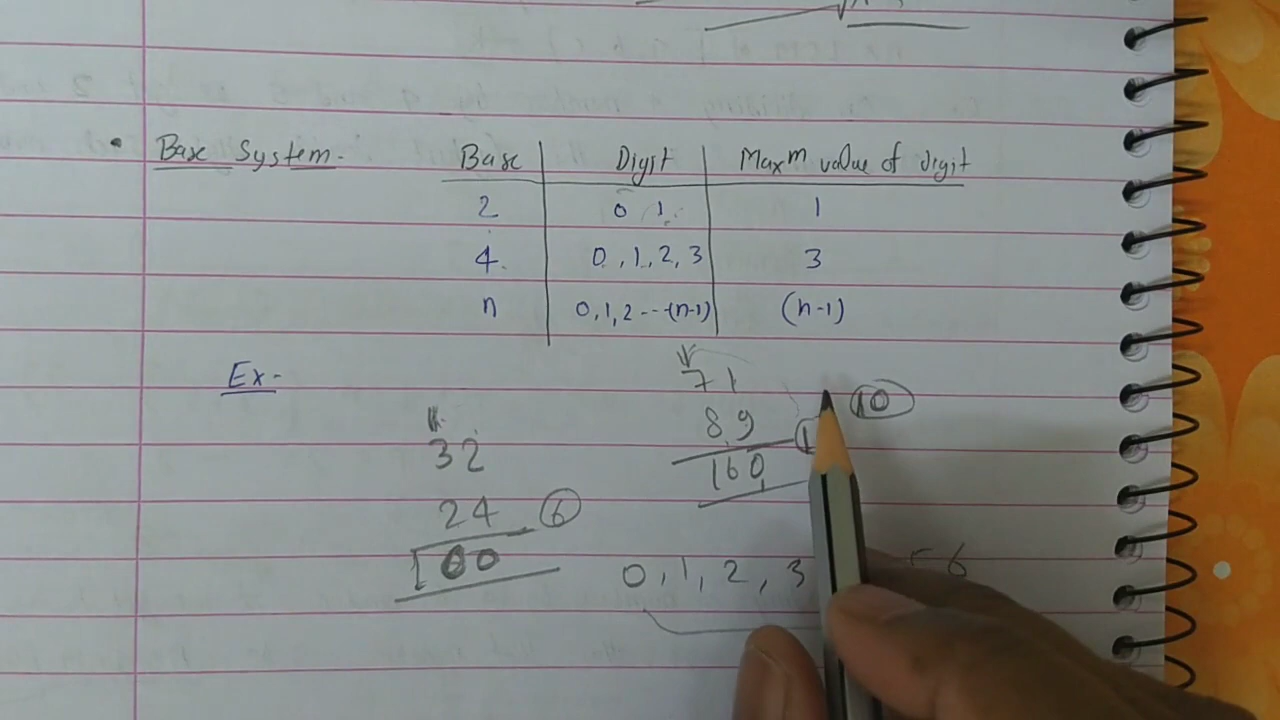 • Base System. Base Digit Maxm value of digit
2 0 1 1
4 0, 1, 2, 3 3
n 0, 1, 2 --- (n-1) (n-1)
Ex- 71
89 10
32 160
24 6
100 0, 1, 2, 3 6